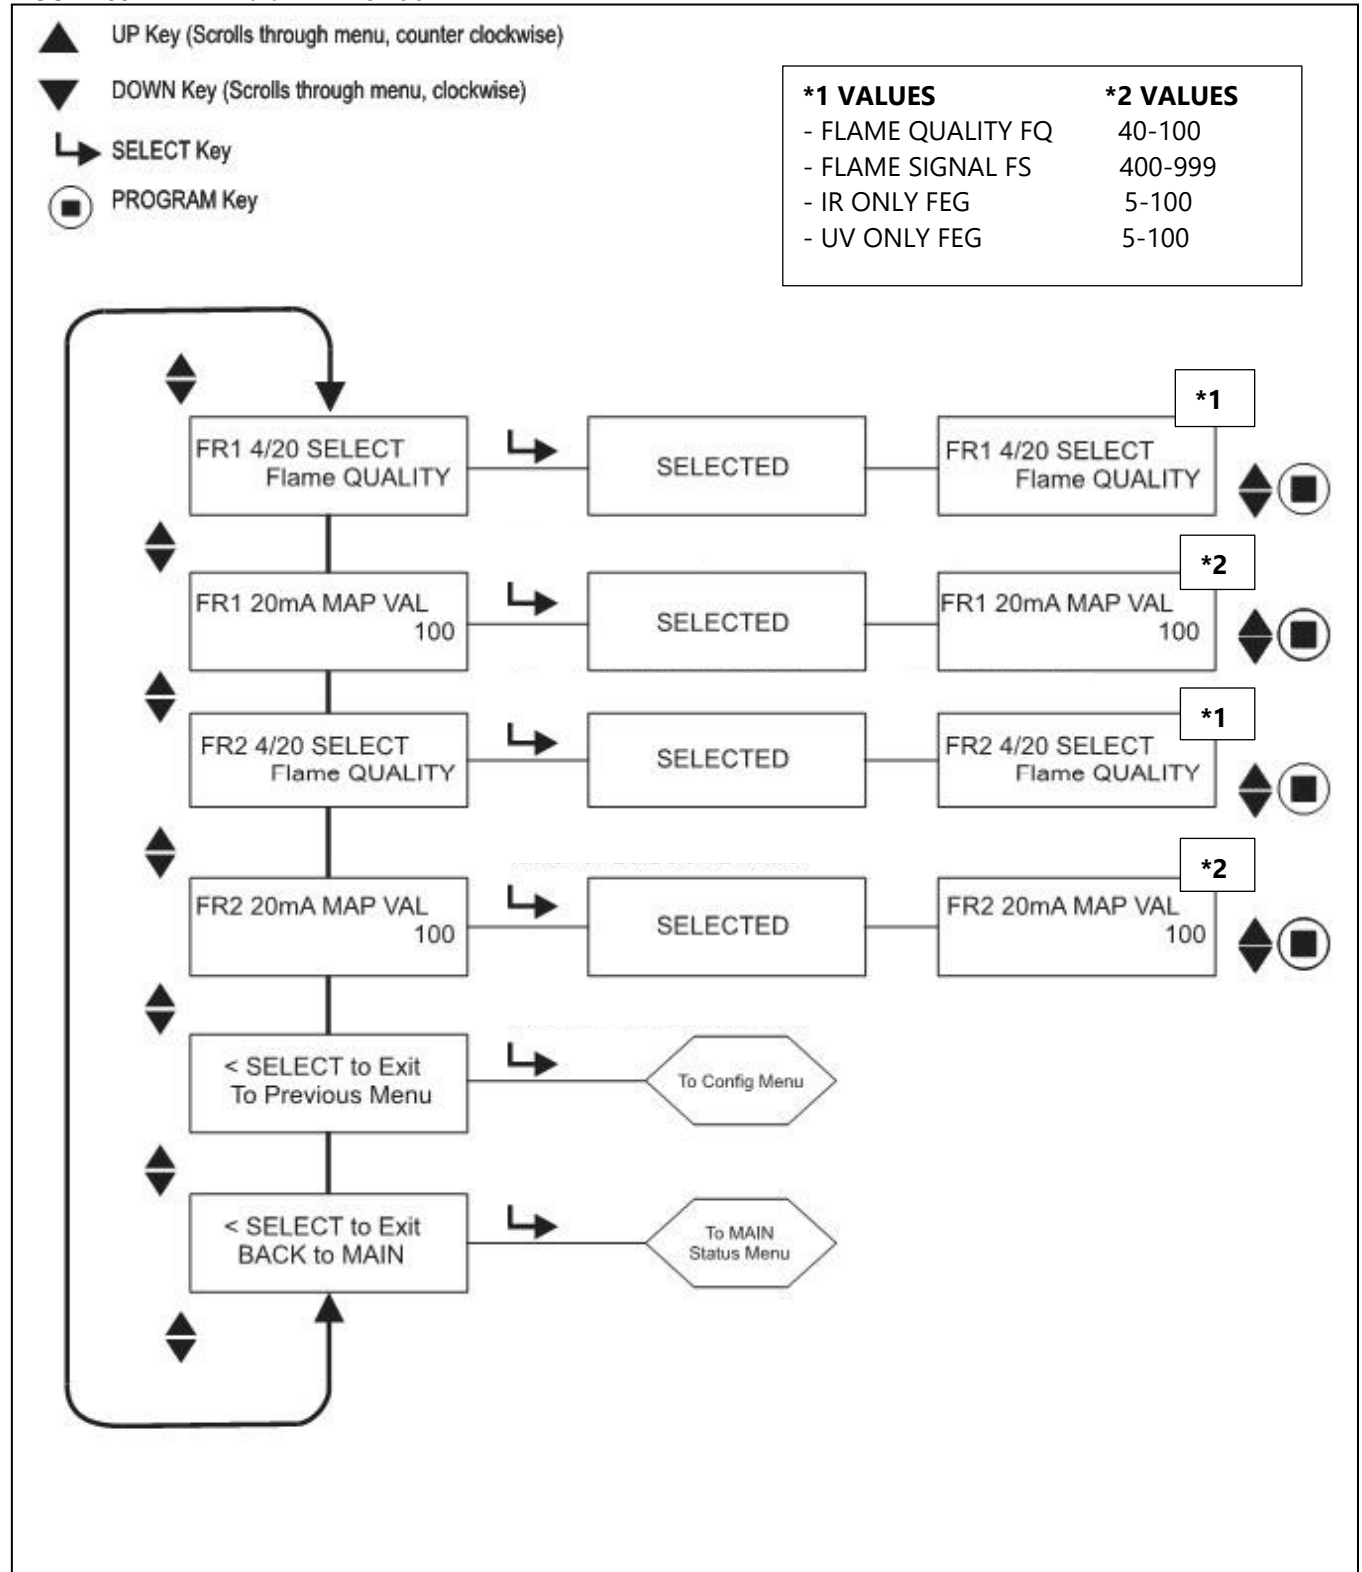 UP Key (Scrolls through menu, counter clockwise)
DOWN Key (Scrolls through menu, clockwise)
SELECT Key
PROGRAM Key
*1 VALUES *2 VALUES
- FLAME QUALITY FQ 40-100
- FLAME SIGNAL FS 400-999
- IR ONLY FEG 5-100
- UV ONLY FEG 5-100
*1
FR1 4/20 SELECT
Flame QUALITY
SELECTED
FR1 4/20 SELECT
Flame QUALITY
*2
FR1 20mA MAP VAL
100
SELECTED
FR1 20mA MAP VAL
100
*1
FR2 4/20 SELECT
Flame QUALITY
SELECTED
FR2 4/20 SELECT
Flame QUALITY
*2
FR2 20mA MAP VAL
100
SELECTED
FR2 20mA MAP VAL
100
< SELECT to Exit
To Previous Menu
To Config Menu
< SELECT to Exit
BACK to MAIN
To MAIN
Status Menu